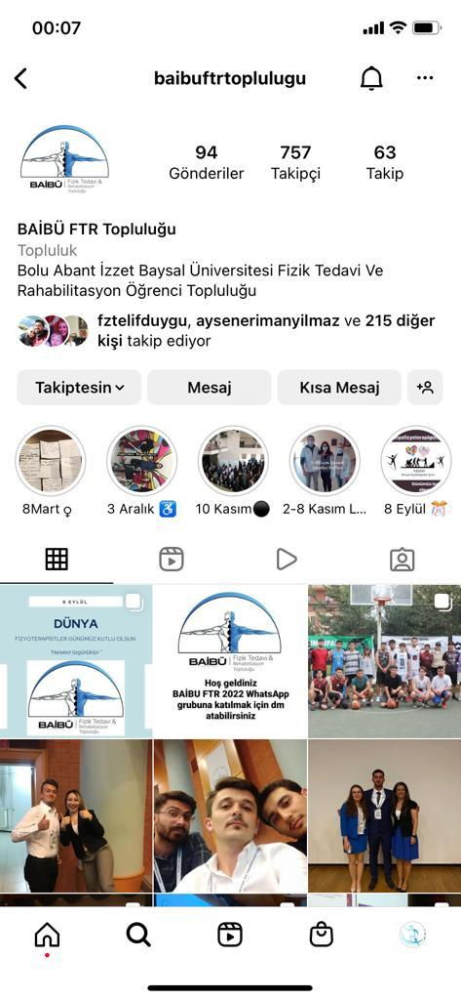 00:07
baibuftrtoplulugu
BAİBÜ Fizik Tedavi &
Rehabilitasyon
Topluluğu
94 757 63
Gönderiler Takipçi Takip
BAİBÜ FTR Topluluğu
Topluluk
Bolu Abant İzzet Baysal Üniversitesi Fizik Tedavi Ve
Rahabilitasyon Öğrenci Topluluğu
fztelifduygu, aysenerimanyilmaz ve 215 diğer
kişi takip ediyor
Takiptesin Mesaj Kısa Mesaj
8Mart♀ 3 Aralık ♿ 10 Kasım⚫ 2-8 Kasım L... 8 Eylül 🎊
8 EYLÜL
DÜNYA
FİZYOTERAPİSTLER GÜNÜMÜZ KUTLU OLSUN
"Hareket özgürlüktür."
BAİBÜ Fizik Tedavi &
Rehabilitasyon
Topluluğu
BAİBÜ Fizik Tedavi &
Rehabilitasyon
Topluluğu
Hoş geldiniz
BAİBU FTR 2022 WhatsApp
grubuna katılmak için dm
atabilirsiniz